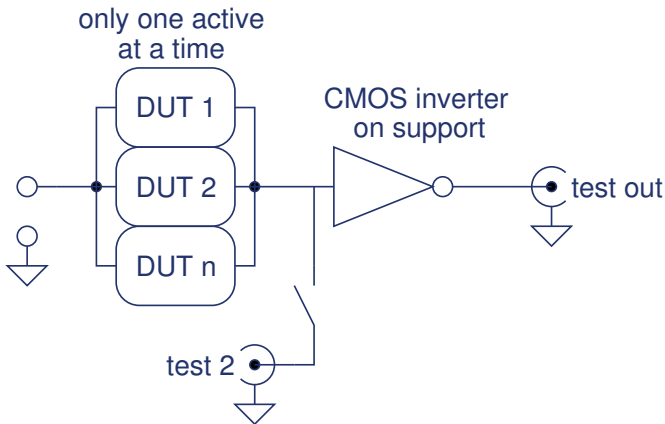 only one active
at a time
DUT 1
DUT 2
DUT n
CMOS inverter
on support
test out
test 2